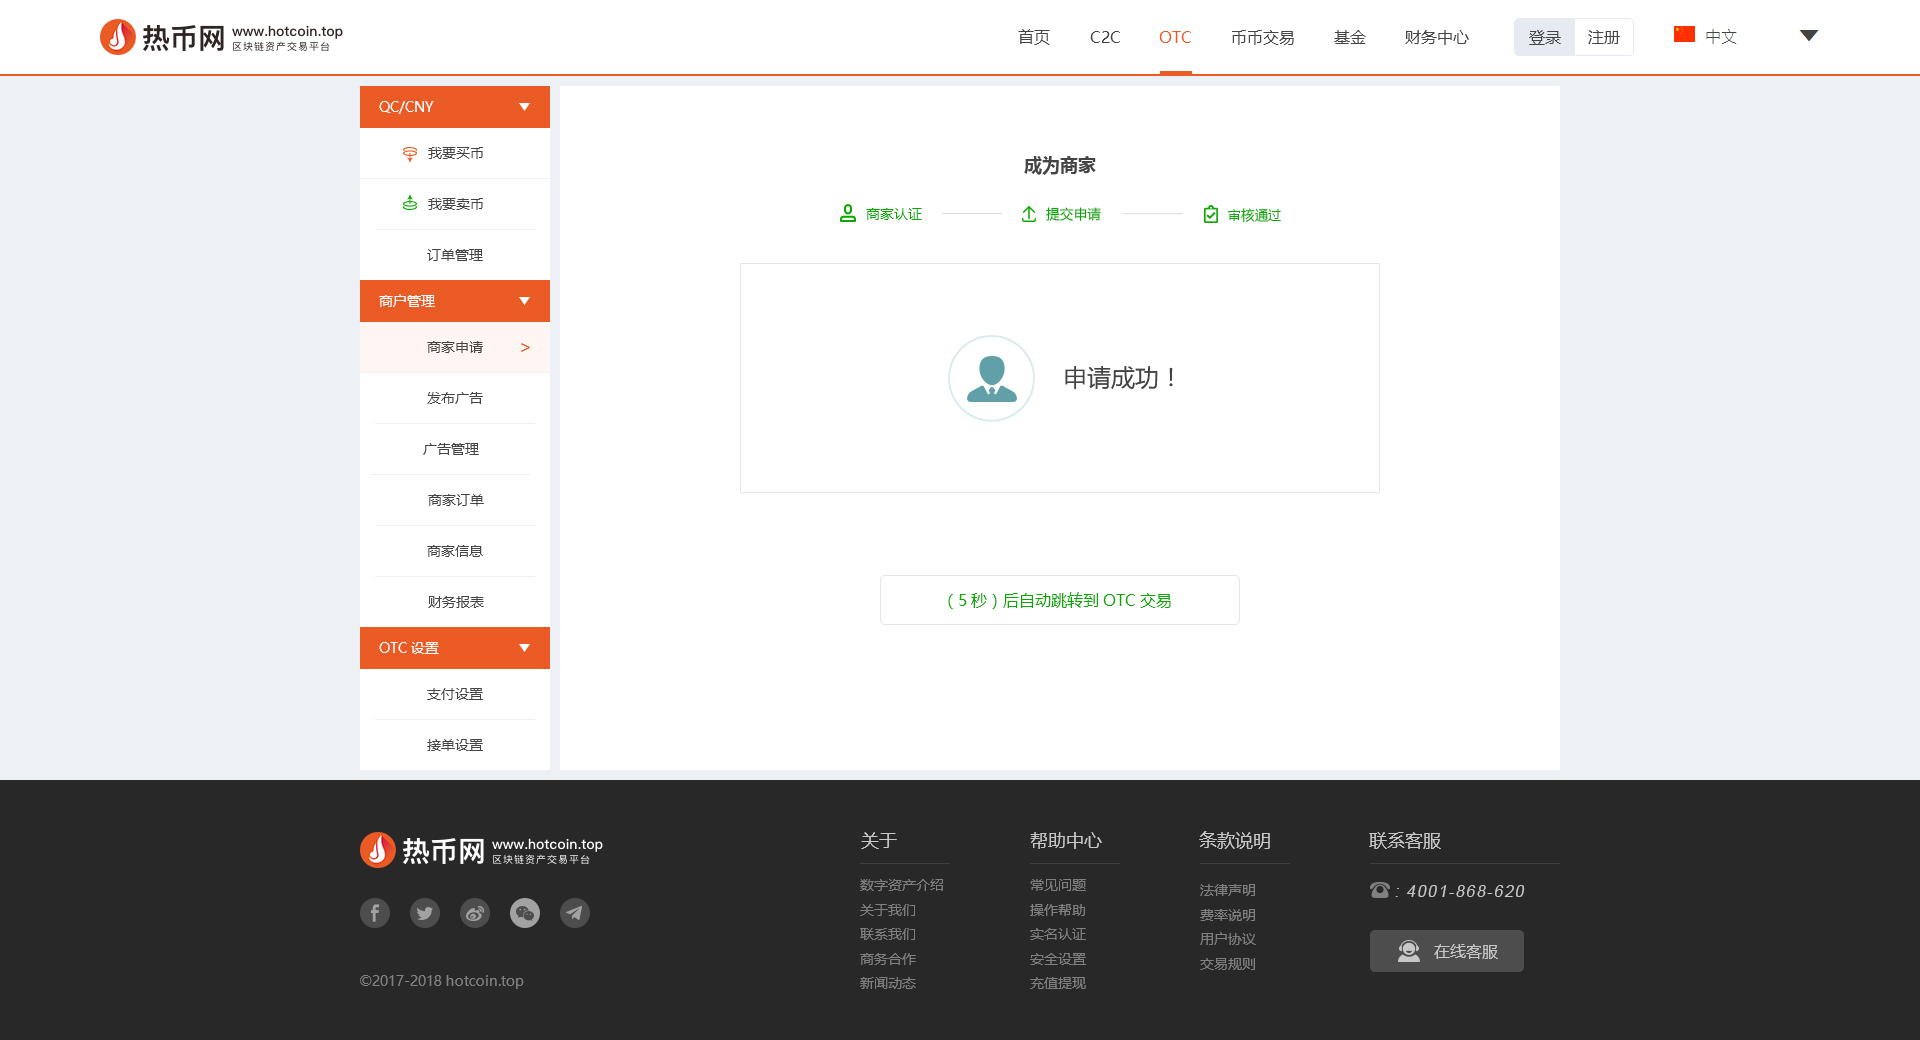 热币网 www.hotcoin.top
区块链资产交易平台
首页 C2C OTC 币币交易 基金 财务中心 登录 注册 中文
QC/CNY
我要买币
我要卖币
订单管理
商户管理
商家申请 >
发布广告
广告管理
商家订单
商家信息
财务报表
OTC 设置
支付设置
接单设置
成为商家
商家认证 提交申请 审核通过
申请成功！
( 5 秒 ) 后自动跳转到 OTC 交易
热币网 www.hotcoin.top
区块链资产交易平台
©2017-2018 hotcoin.top
关于
数字资产介绍
关于我们
联系我们
商务合作
新闻动态
帮助中心
常见问题
操作帮助
实名认证
安全设置
充值提现
条款说明
法律声明
费率说明
用户协议
交易规则
联系客服
: 4001-868-620
在线客服